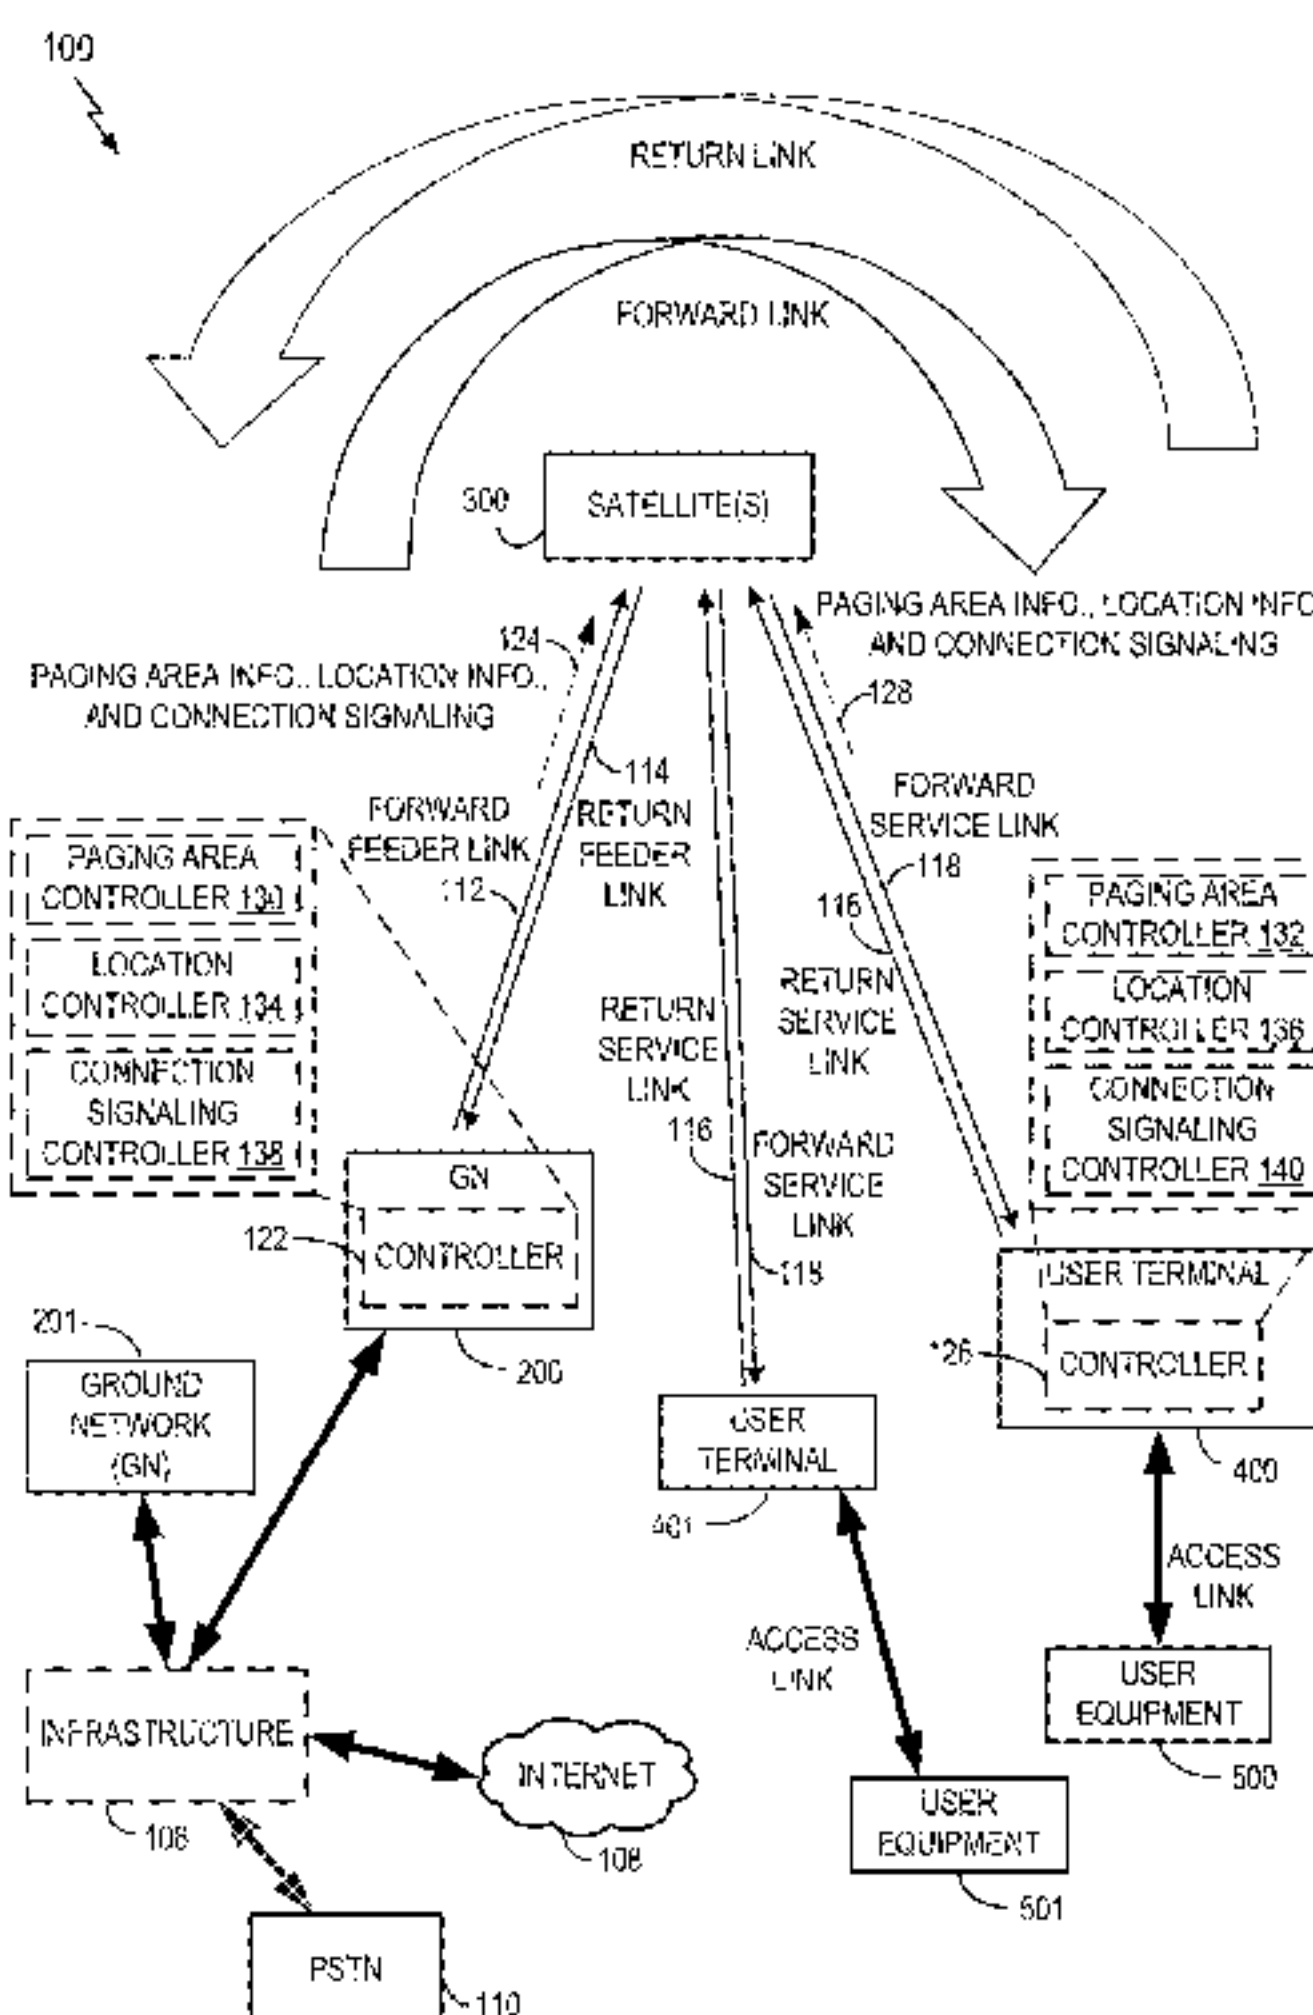 100
RETURN LINK
FORWARD LINK
300
SATELLITE(S)
PAGING AREA INFO., LOCATION INFO
AND CONNECTION SIGNALING
124
128
PAGING AREA INFO., LOCATION INFO.,
AND CONNECTION SIGNALING
114
FORWARD
FEEDER LINK
112
RETURN
FEEDER
LINK
FORWARD
SERVICE LINK
118
116
PAGING AREA
CONTROLLER 130
LOCATION
CONTROLLER 134
CONNECTION
SIGNALING
CONTROLLER 138
PAGING AREA
CONTROLLER 132
LOCATION
CONTROLLER 136
CONNECTION
SIGNALING
CONTROLLER 140
RETURN
SERVICE
LINK
RETURN
SERVICE
LINK
116
FORWARD
SERVICE
LINK
118
GN
122
CONTROLLER
200
USER TERMINAL
126
CONTROLLER
400
201
GROUND
NETWORK
(GN)
USER
TERMINAL
401
ACCESS
LINK
ACCESS
LINK
INFRASTRUCTURE
106
INTERNET
108
USER
EQUIPMENT
500
USER
EQUIPMENT
501
PSTN
110